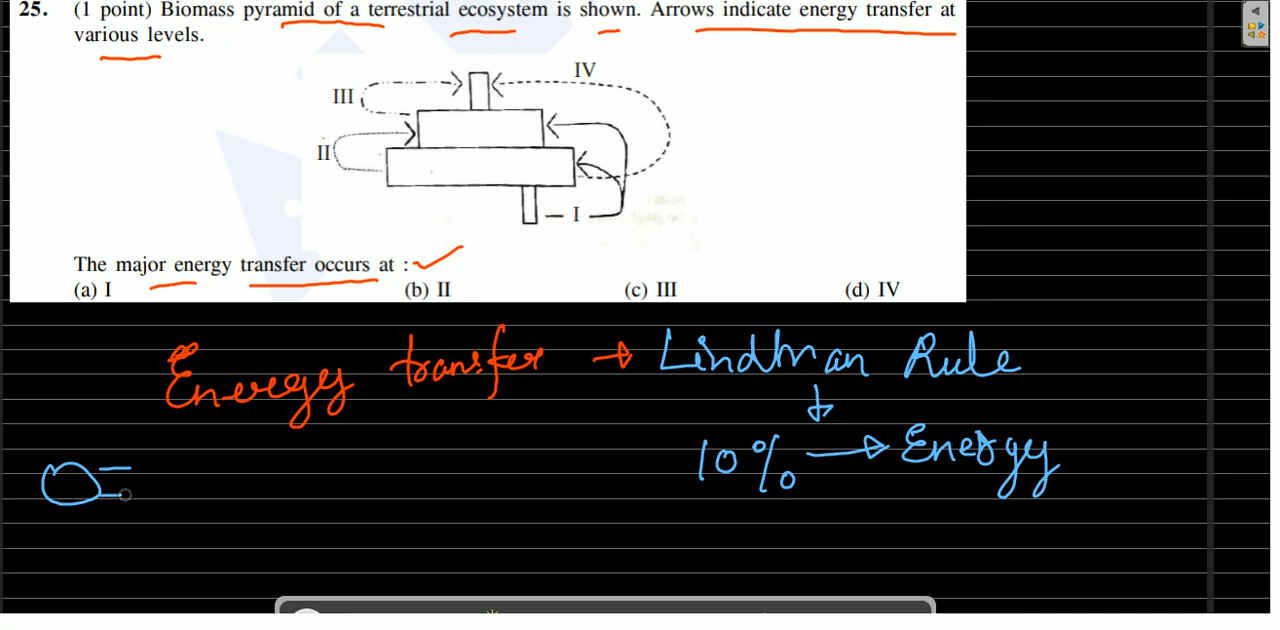 25. (1 point) Biomass pyramid of a terrestrial ecosystem is shown. Arrows indicate energy transfer at
various levels.
IV
III
II
I
The major energy transfer occurs at :
(a) I (b) II (c) III (d) IV
Energy transfer → Lindman Rule
10% → Energy